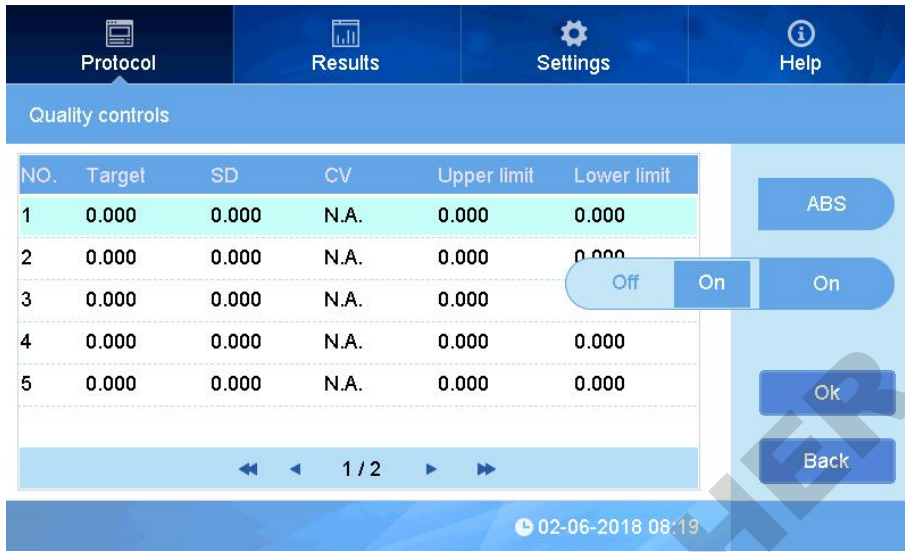 Protocol Results Settings Help
Quality controls
NO. Target SD CV Upper limit Lower limit
1 0.000 0.000 N.A. 0.000 0.000
ABS
2 0.000 0.000 N.A. 0.000 0.000
Off On On
3 0.000 0.000 N.A. 0.000
4 0.000 0.000 N.A. 0.000 0.000
5 0.000 0.000 N.A. 0.000 0.000
Ok
1 / 2
Back
02-06-2018 08:19
HER